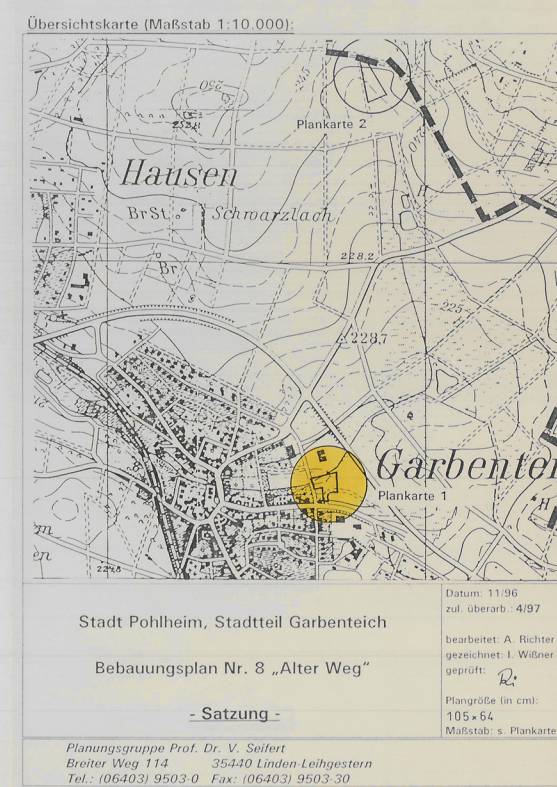 Übersichtskarte (Maßstab 1:10.000):
Plankarte 2
Hausen
BrSt.
Schwarzlach
Br
228.2
225
228,7
Garbentei
Plankarte 1
H
H
Stadt Pohlheim, Stadtteil Garbenteich
Bebauungsplan Nr. 8 „Alter Weg“
- Satzung -
Datum: 11/96
zul. überarb.: 4/97
bearbeitet: A. Richter
gezeichnet: I. Wißner
geprüft: Ri
Plangröße (in cm):
105×64
Maßstab: s. Plankarte
Planungsgruppe Prof. Dr. V. Seifert
Breiter Weg 114 35440 Linden-Leihgestern
Tel.: (06403) 9503-0 Fax: (06403) 9503-30